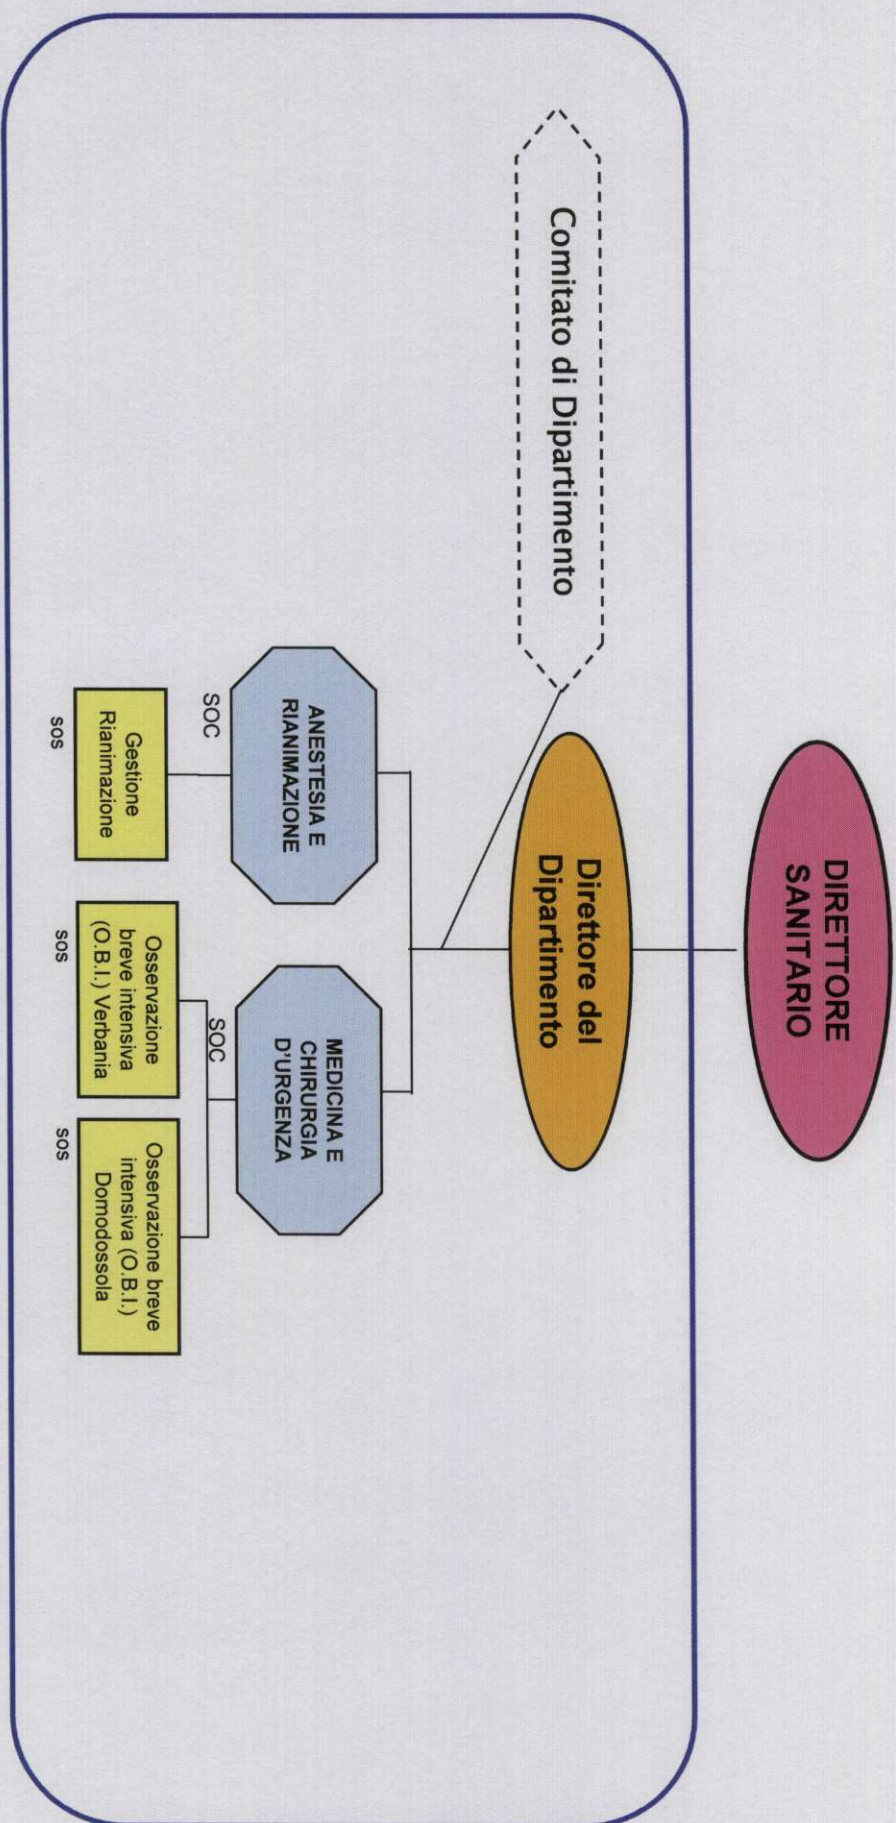 DIRETTORE
SANITARIO
Direttore del
Dipartimento
Comitato di Dipartimento
ANESTESIA E
RIANIMAZIONE
SOC
MEDICINA E
CHIRURGIA
D'URGENZA
SOC
Gestione
Rianimazione
SOS
Osservazione
breve intensiva
(O.B.I.) Verbania
SOS
Osservazione breve
intensiva (O.B.I.)
Domodossola
SOS